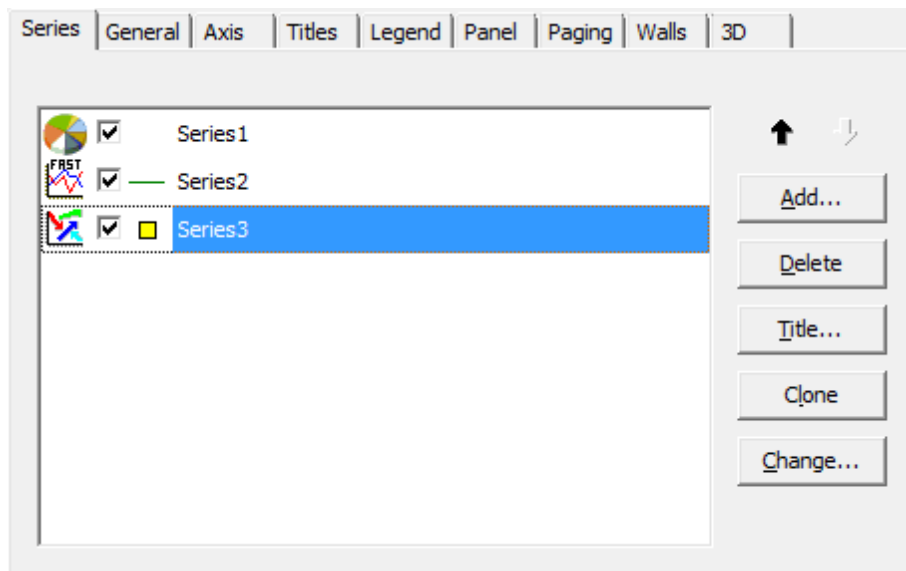 Series General Axis Titles Legend Panel Paging Walls 3D
Series1
FAST
Series2
Series3
Add...
Delete
Title...
Clone
Change...